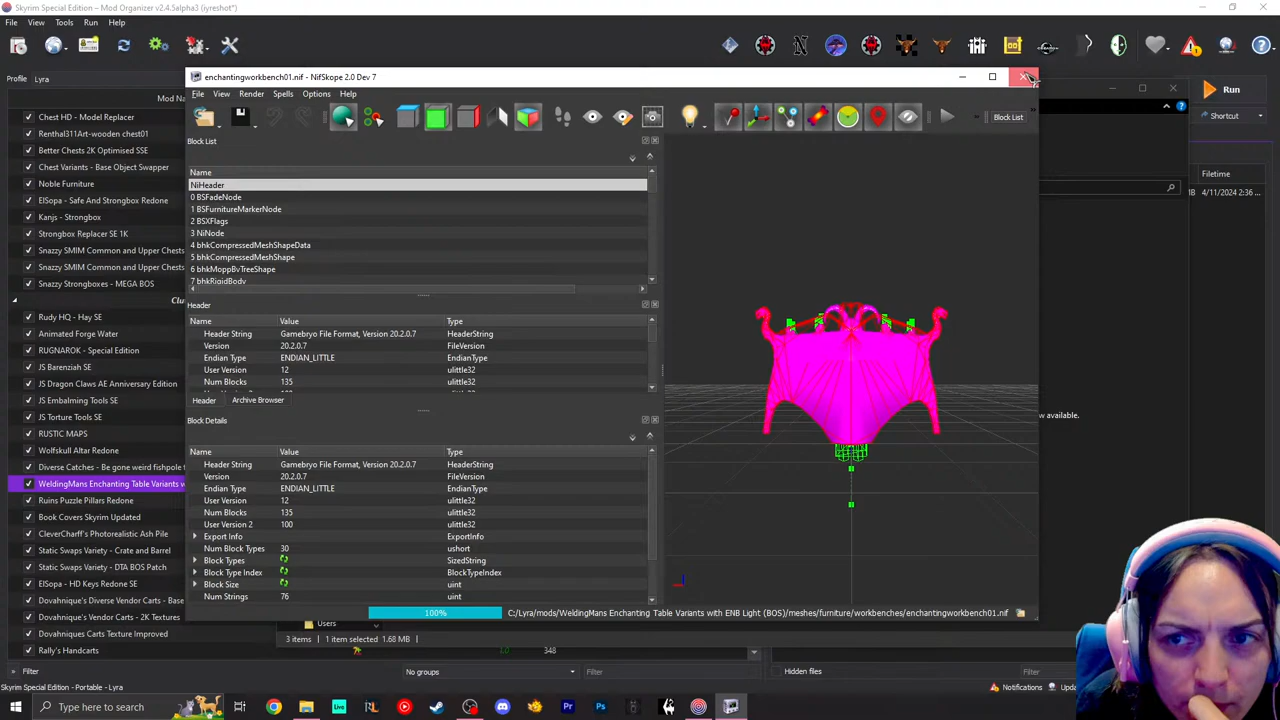 Skyrim Special Edition - Mod Organizer v2.4.5alpha3 (iyreshot*)
File View Tools Run Help
Profile Lyra
Mod Na
Chest HD - Model Replacer
Renthal311Art-wooden chest01
Better Chests 2K Optimised SSE
Chest Variants - Base Object Swapper
Noble Furniture
ElSopa - Safe And Strongbox Redone
Kanjs - Strongbox
Strongbox Replacer SE 1K
Snazzy SMIM Common and Upper Chests
Snazzy SMIM Common and Upper Chests
Snazzy Strongboxes - MEGA BOS
Clu
Rudy HQ - Hay SE
Animated Forge Water
RUGNAROK - Special Edition
JS Barenziah SE
JS Dragon Claws AE Anniversary Edition
JS Embalming Tools SE
JS Torture Tools SE
RUSTIC MAPS
Wolfskull Altar Redone
Diverse Catches - Be gone weird fishpole
WeldingMans Enchanting Table Variants w
Ruins Puzzle Pillars Redone
Book Covers Skyrim Updated
CleverCharff's Photorealistic Ash Pile
Static Swaps Variety - Crate and Barrel
Static Swaps Variety - DTA BOS Patch
ElSopa - HD Keys Redone SE
Dovahnique's Diverse Vendor Carts - Base
Dovahnique's Vendor Carts - 2K Textures
Dovahniques Carts Texture Improved
Rally's Handcarts
1.0 348
Filter
No groups
Filter
Skyrim Special Edition - Portable - Lyra
enchantingworkbench01.nif - NifSkope 2.0 Dev 7
File View Render Spells Options Help
Block List
Block List
Name
NiHeader
0 BSFadeNode
1 BSFurnitureMarkerNode
2 BSXFlags
3 NiNode
4 bhkCompressedMeshShapeData
5 bhkCompressedMeshShape
6 bhkMoppBvTreeShape
7 bhkRigidBody
Header
Name Value Type
Header String Gamebryo File Format, Version 20.2.0.7 HeaderString
Version 20.2.0.7 FileVersion
Endian Type ENDIAN_LITTLE EndianType
User Version 12 ulittle32
Num Blocks 135 ulittle32
Header Archive Browser
Block Details
Name Value Type
Header String Gamebryo File Format, Version 20.2.0.7 HeaderString
Version 20.2.0.7 FileVersion
Endian Type ENDIAN_LITTLE EndianType
User Version 12 ulittle32
Num Blocks 135 ulittle32
User Version 2 100 ulittle32
Export Info ExportInfo
Num Block Types 30 ushort
Block Types SizedString
Block Type Index BlockTypeIndex
Block Size uint
Num Strings 76 uint
100%
C:/Lyra/mods/WeldingMans Enchanting Table Variants with ENB Light (BOS)/meshes/furniture/workbenches/enchantingworkbench01.nif
Users
3 items 1 item selected 1.68 MB
Run
Shortcut
Filetime
4/11/2024 2:36
w available.
Hidden files
Filter
Notifications Upda
Type here to search